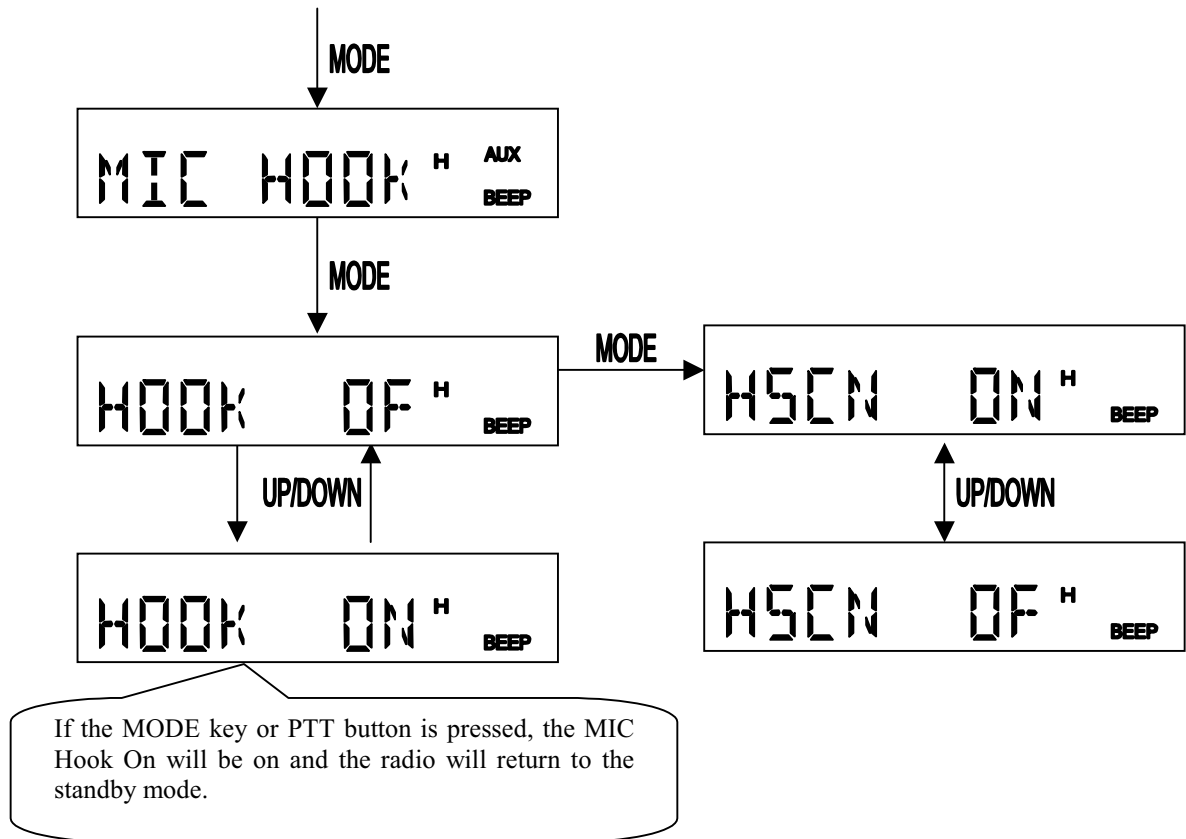 MODE
MIC HOOK H AUX
BEEP
MODE
HOOK OF H BEEP
MODE
HSCN ON H BEEP
UP/DOWN
UP/DOWN
HOOK ON H BEEP
HSCN OF H BEEP
If the MODE key or PTT button is pressed, the MIC
Hook On will be on and the radio will return to the
standby mode.